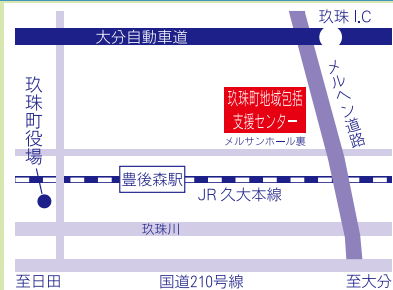 玖珠 I.C
大分自動車道
メルヘン道路
玖珠町役場
玖珠町地域包括
支援センター
メルサンホール裏
豊後森駅
JR 久大本線
玖珠川
至日田
国道210号線
至大分